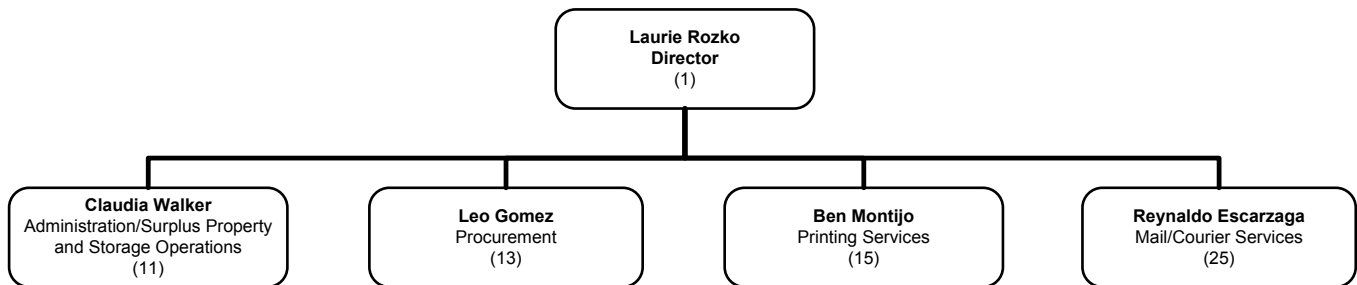 Laurie Rozko
Director
(1)
Claudia Walker
Administration/Surplus Property
and Storage Operations
(11)
Leo Gomez
Procurement
(13)
Ben Montijo
Printing Services
(15)
Reynaldo Escarzaga
Mail/Courier Services
(25)